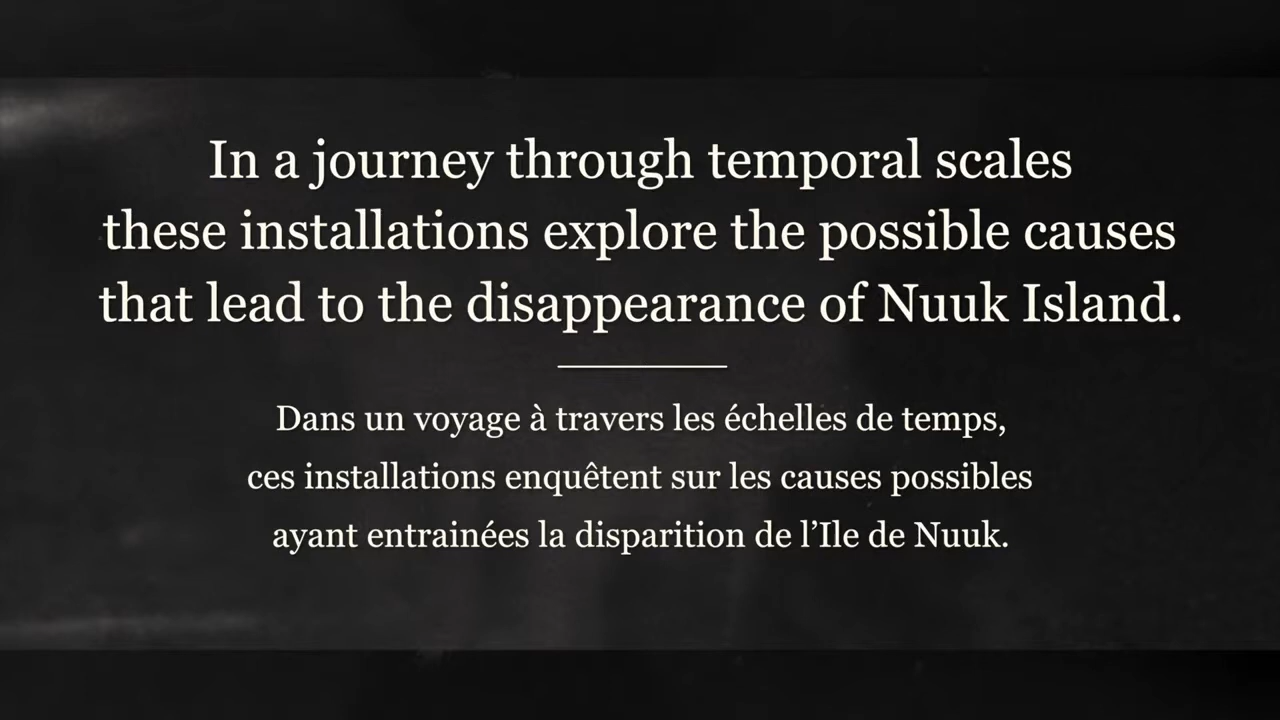 In a journey through temporal scales
these installations explore the possible causes
that lead to the disappearance of Nuuk Island.
Dans un voyage à travers les échelles de temps,
ces installations enquêtent sur les causes possibles
ayant entrainées la disparition de l’Ile de Nuuk.